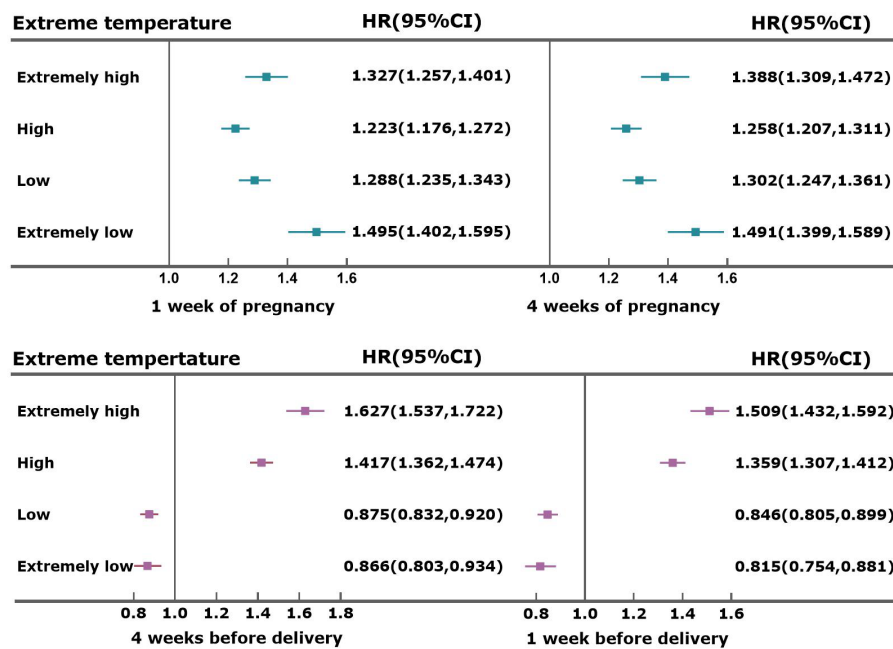 Extreme temperature HR(95%CI) HR(95%CI)
Extremely high 1.327(1.257,1.401) 1.388(1.309,1.472)
High 1.223(1.176,1.272) 1.258(1.207,1.311)
Low 1.288(1.235,1.343) 1.302(1.247,1.361)
Extremely low 1.495(1.402,1.595) 1.491(1.399,1.589)
1.0 1.2 1.4 1.6 1.0 1.2 1.4 1.6
1 week of pregnancy 4 weeks of pregnancy
Extreme tempertature HR(95%CI) HR(95%CI)
Extremely high 1.627(1.537,1.722) 1.509(1.432,1.592)
High 1.417(1.362,1.474) 1.359(1.307,1.412)
Low 0.875(0.832,0.920) 0.846(0.805,0.899)
Extremely low 0.866(0.803,0.934) 0.815(0.754,0.881)
0.8 1.0 1.2 1.4 1.6 1.8 0.8 1.0 1.2 1.4 1.6
4 weeks before delivery 1 week before delivery